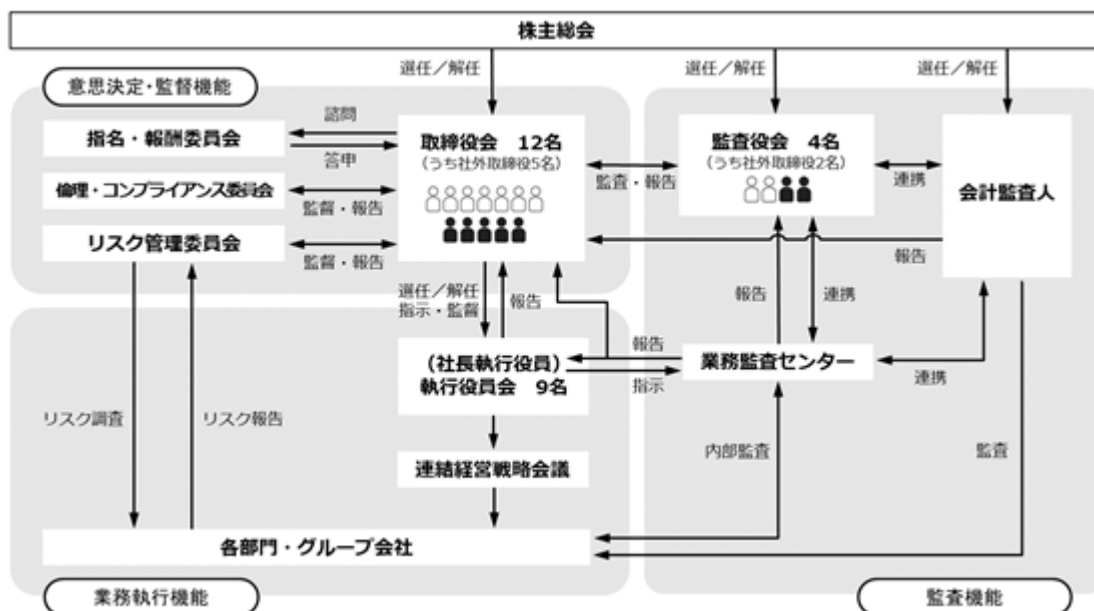 株主総会
選任／解任
選任／解任
選任／解任
意思決定・監督機能
指名・報酬委員会
諮問
答申
取締役会 12名
（うち社外取締役5名）
監査役会 4名
（うち社外取締役2名）
会計監査人
倫理・コンプライアンス委員会
監督・報告
監査・報告
連携
リスク管理委員会
監督・報告
報告
選任／解任
指示・監督
報告
報告
連携
（社長執行役員）
執行役員会 9名
報告
指示
業務監査センター
連携
リスク調査
リスク報告
連結経営戦略会議
内部監査
監査
各部門・グループ会社
業務執行機能
監査機能